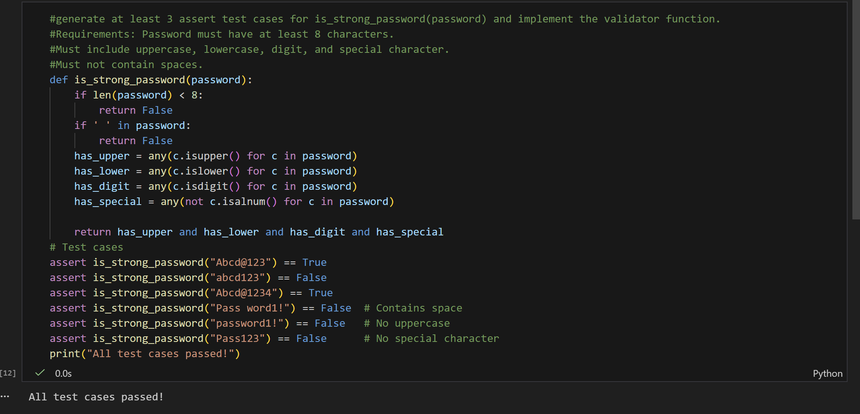 #generate at least 3 assert test cases for is_strong_password(password) and implement the validator function.
#Requirements: Password must have at least 8 characters.
#Must include uppercase, lowercase, digit, and special character.
#Must not contain spaces.
def is_strong_password(password):
    if len(password) < 8:
        return False
    if ' ' in password:
        return False
    has_upper = any(c.isupper() for c in password)
    has_lower = any(c.islower() for c in password)
    has_digit = any(c.isdigit() for c in password)
    has_special = any(not c.isalnum() for c in password)

    return has_upper and has_lower and has_digit and has_special
# Test cases
assert is_strong_password("Abcd@123") == True
assert is_strong_password("abcd123") == False
assert is_strong_password("Abcd@1234") == True
assert is_strong_password("Pass word1!") == False  # Contains space
assert is_strong_password("password1!") == False  # No uppercase
assert is_strong_password("Pass123") == False     # No special character
print("All test cases passed!")
[12] ✓ 0.0s Python
... All test cases passed!